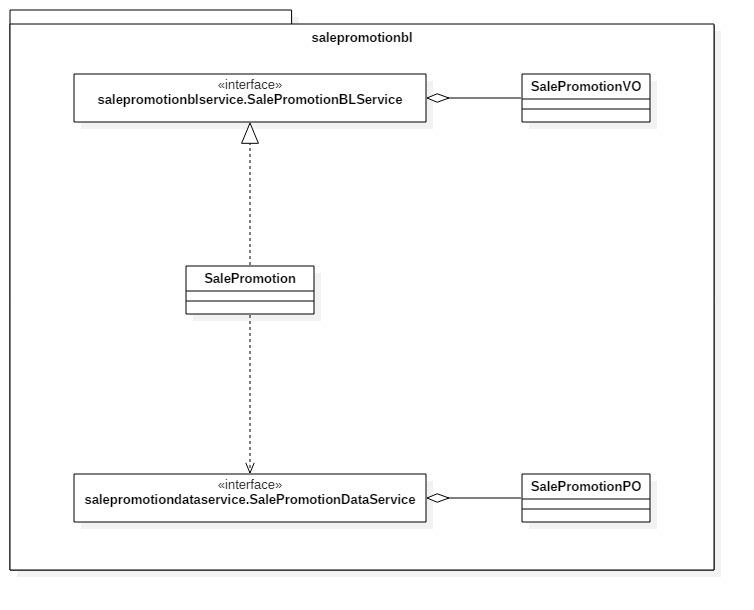 salepromotionbl
«interface»
salepromotionblservice.SalePromotionBLService
SalePromotionVO
SalePromotion
«interface»
salepromotiondataservice.SalePromotionDataService
SalePromotionPO